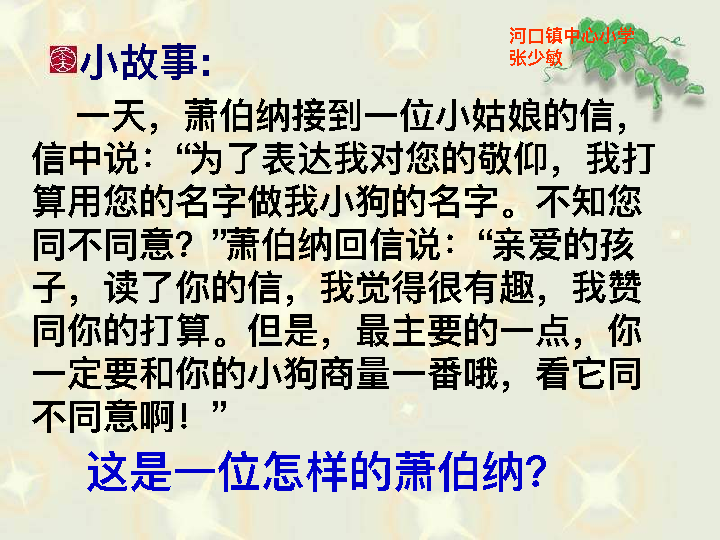 河口镇中心小学
张少敏
小故事:
一天，萧伯纳接到一位小姑娘的信，
信中说：“为了表达我对您的敬仰，我打
算用您的名字做我小狗的名字。不知您
同不同意？”萧伯纳回信说：“亲爱的孩
子，读了你的信，我觉得很有趣，我赞
同你的打算。但是，最主要的一点，你
一定要和你的小狗商量一番哦，看它同
不同意啊！”
这是一位怎样的萧伯纳?